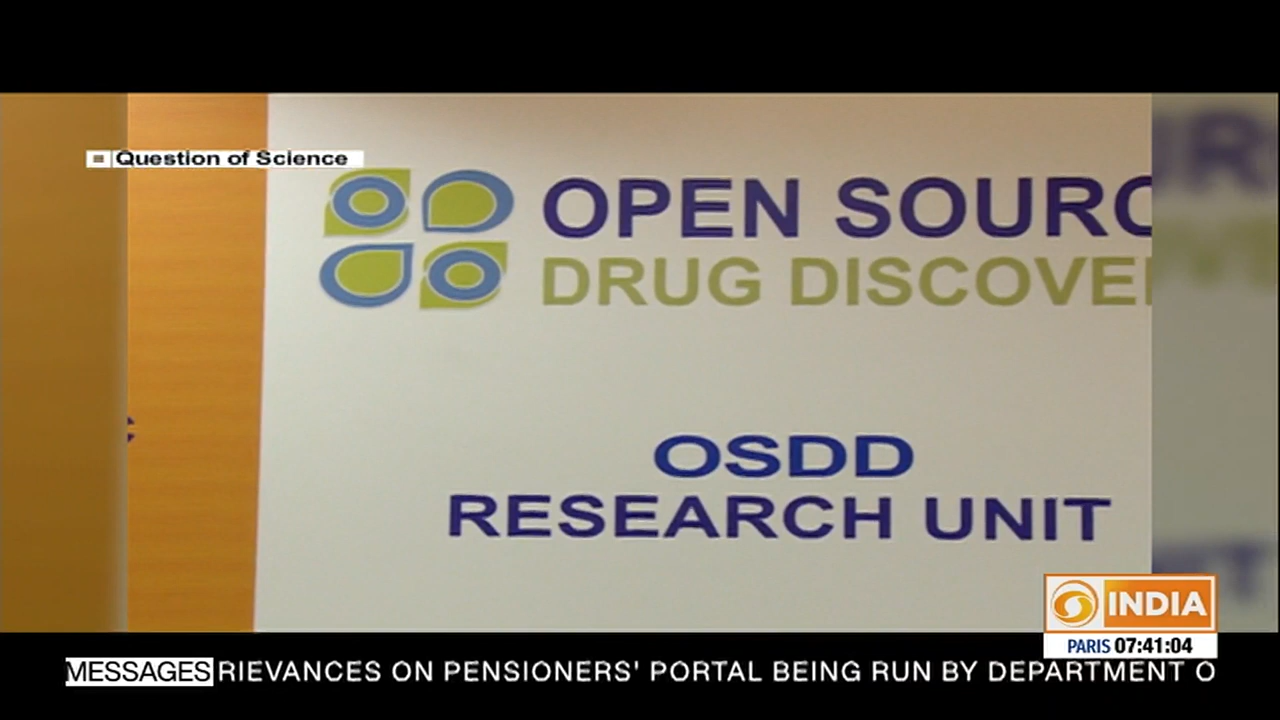 Question of Science
OPEN SOURC
DRUG DISCOVE
OSDD
RESEARCH UNIT
INDIA
PARIS 07:41:04
MESSAGES RIEVANCES ON PENSIONERS' PORTAL BEING RUN BY DEPARTMENT O